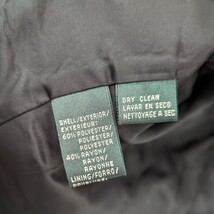 SHELL/EXTERIOR/
EXTERIEUR:
60% POLYESTER/
POLIESTER/
POLYESTER
40% RAYON/
RAYON/
RAYONNE
LINING/FORRO/
DRY CLEAN
LAVAR EN SECO
NETTOYAGE A SEC